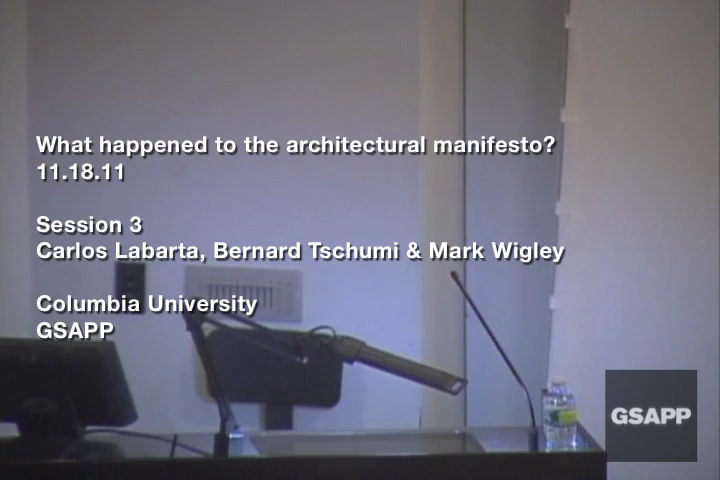 What happened to the architectural manifesto?
11.18.11
Session 3
Carlos Labarta, Bernard Tschumi & Mark Wigley
Columbia University
GSAPP
GSAPP